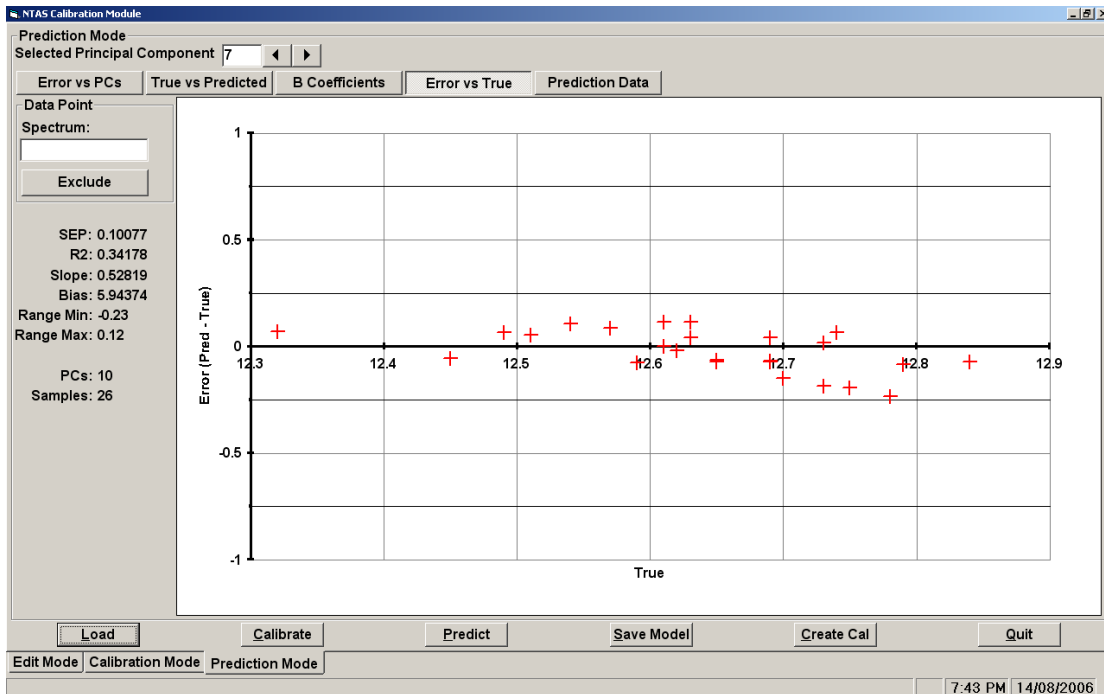 NTAS Calibration Module
Prediction Mode
Selected Principal Component 7
Error vs PCs True vs Predicted B Coefficients Error vs True Prediction Data
Data Point
Spectrum:
Exclude
SEP: 0.10077
R2: 0.34178
Slope: 0.52819
Bias: 5.94374
Range Min: -0.23
Range Max: 0.12
PCs: 10
Samples: 26
Error (Pred - True)
1
0.5
0
12.3 12.4 12.5 12.6 12.7 12.8 12.9
-0.5
-1
True
Load Calibrate Predict Save Model Create Cal Quit
Edit Mode Calibration Mode Prediction Mode
7:43 PM 14/08/2006